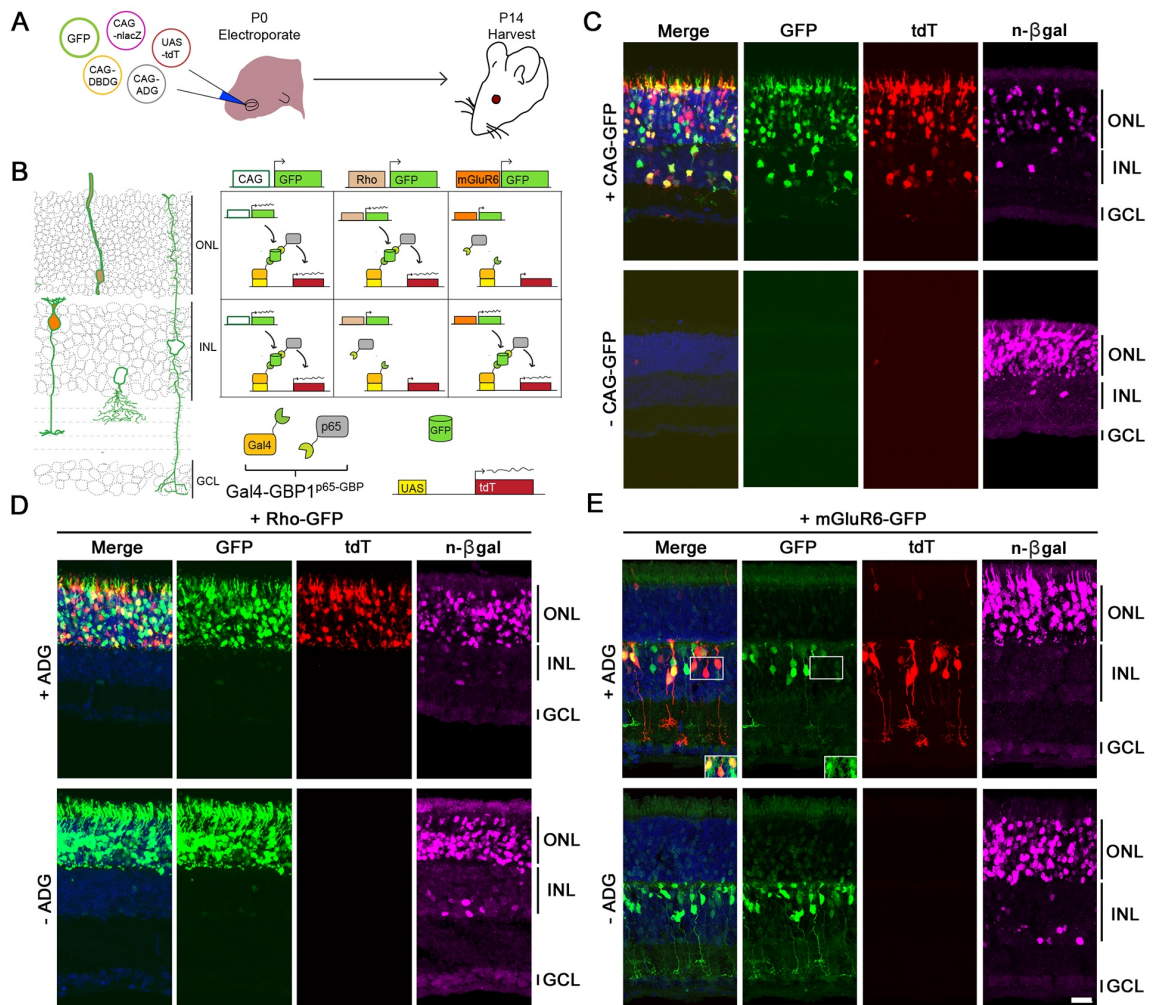 A
GFP
CAG
-nlacZ
UAS
-tdT
CAG-
DBDG
CAG-
ADG
P0
Electroporate
P14
Harvest
B
CAG
GFP
Rho
GFP
mGluR6
GFP
ONL
INL
GCL
Gal4
p65
GFP
Gal4-GBP1p65-GBP
UAS
tdT
C
Merge
GFP
tdT
n-βgal
+ CAG-GFP
ONL
INL
GCL
- CAG-GFP
ONL
INL
GCL
D
+ Rho-GFP
Merge
GFP
tdT
n-βgal
+ ADG
ONL
INL
GCL
- ADG
ONL
INL
GCL
E
+ mGluR6-GFP
Merge
GFP
tdT
n-βgal
+ ADG
ONL
INL
GCL
- ADG
ONL
INL
GCL